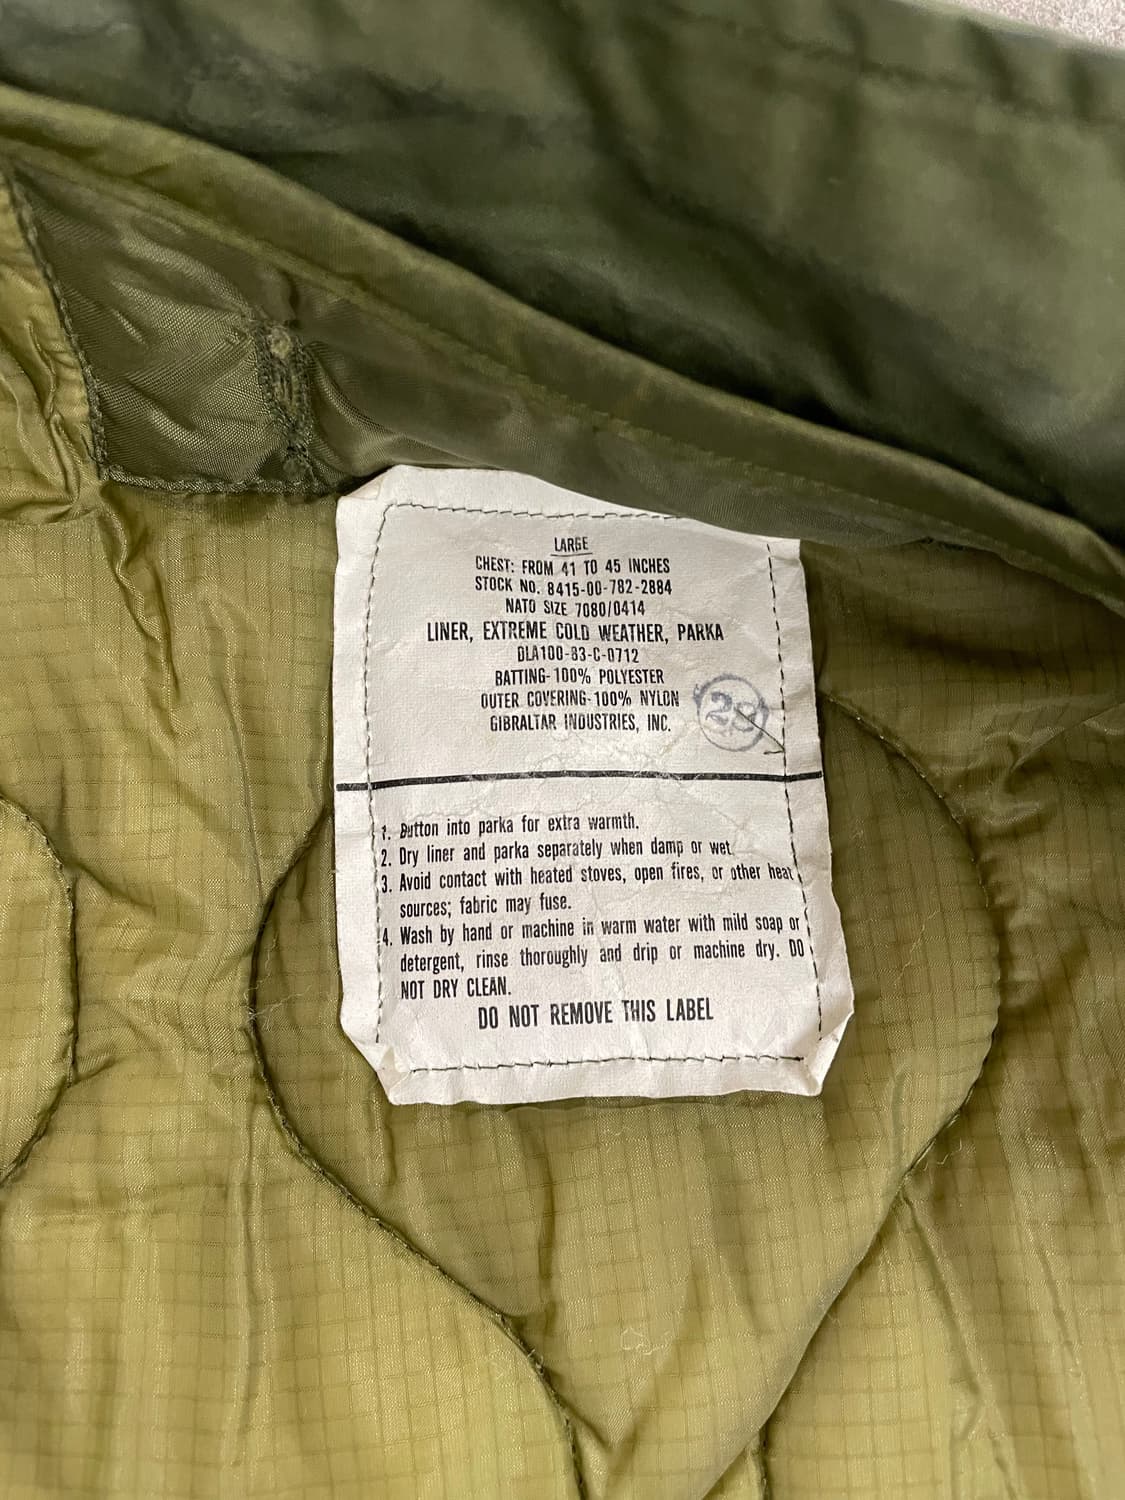 LARGE
CHEST: FROM 41 TO 45 INCHES
STOCK NO. 8415-00-782-2884
NATO SIZE 7080/0414
LINER, EXTREME COLD WEATHER, PARKA
DLA100-83-C-0712
BATTING-100% POLYESTER
OUTER COVERING-100% NYLON
GIBRALTAR INDUSTRIES, INC.
28
1. Button into parka for extra warmth.
2. Dry liner and parka separately when damp or wet.
3. Avoid contact with heated stoves, open fires, or other heat
sources; fabric may fuse.
4. Wash by hand or machine in warm water with mild soap or
detergent, rinse thoroughly and drip or machine dry. DO
NOT DRY CLEAN.
DO NOT REMOVE THIS LABEL